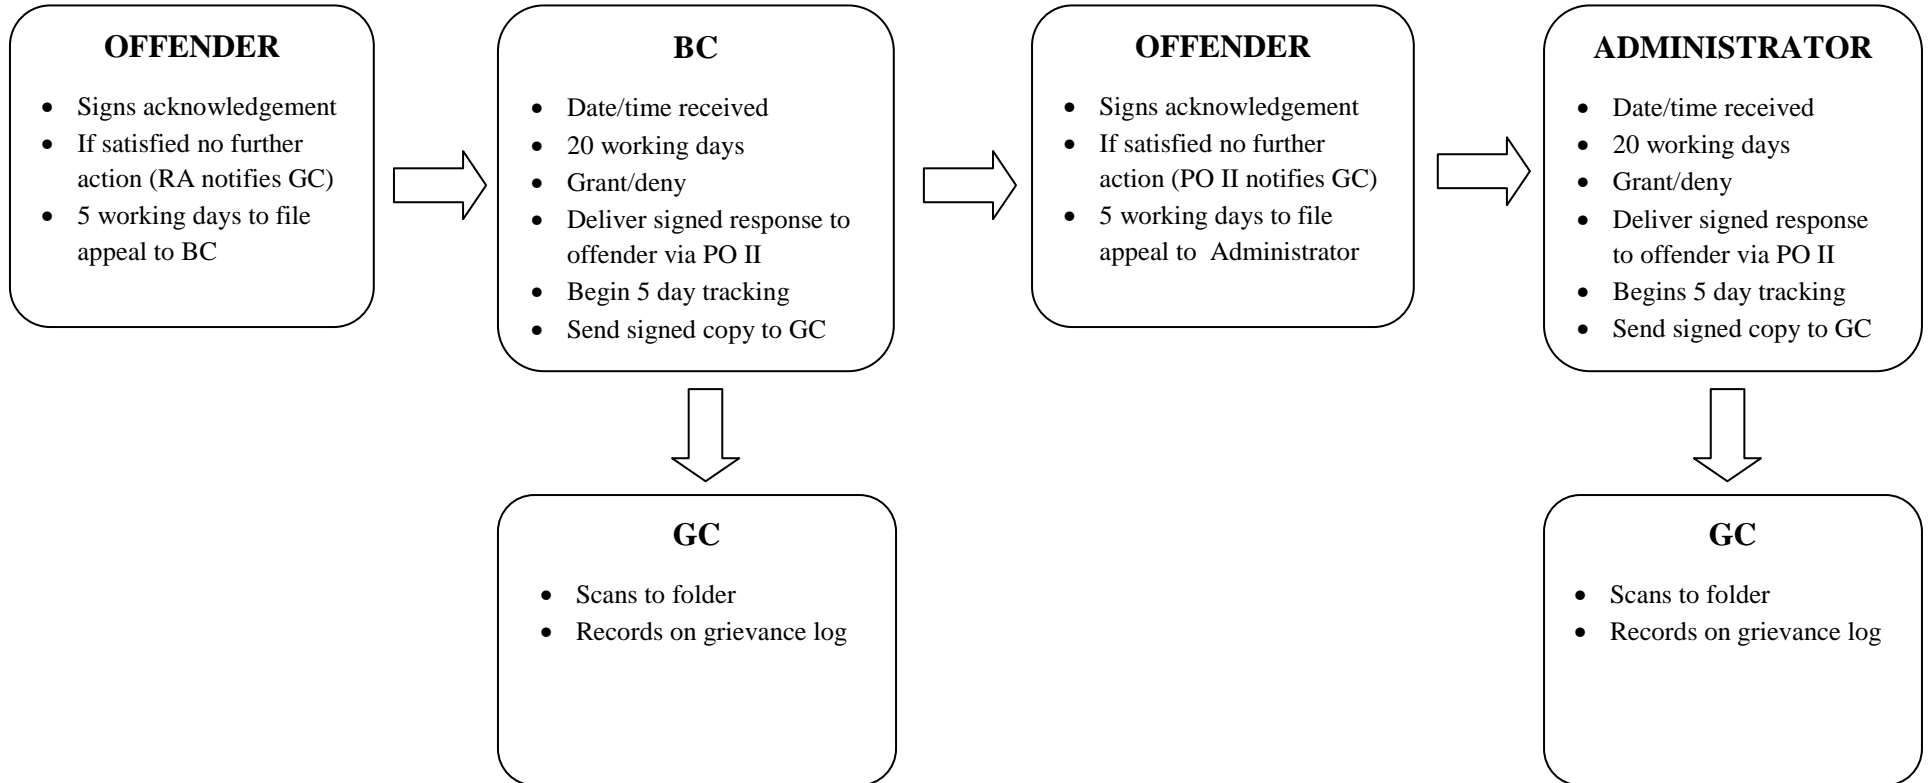 OFFENDER
• Signs acknowledgement
• If satisfied no further
action (RA notifies GC)
• 5 working days to file
appeal to BC
BC
• Date/time received
• 20 working days
• Grant/deny
• Deliver signed response to
offender via PO II
• Begin 5 day tracking
• Send signed copy to GC
OFFENDER
• Signs acknowledgement
• If satisfied no further
action (PO II notifies GC)
• 5 working days to file
appeal to Administrator
ADMINISTRATOR
• Date/time received
• 20 working days
• Grant/deny
• Deliver signed response
to offender via PO II
• Begins 5 day tracking
• Send signed copy to GC
GC
• Scans to folder
• Records on grievance log
GC
• Scans to folder
• Records on grievance log